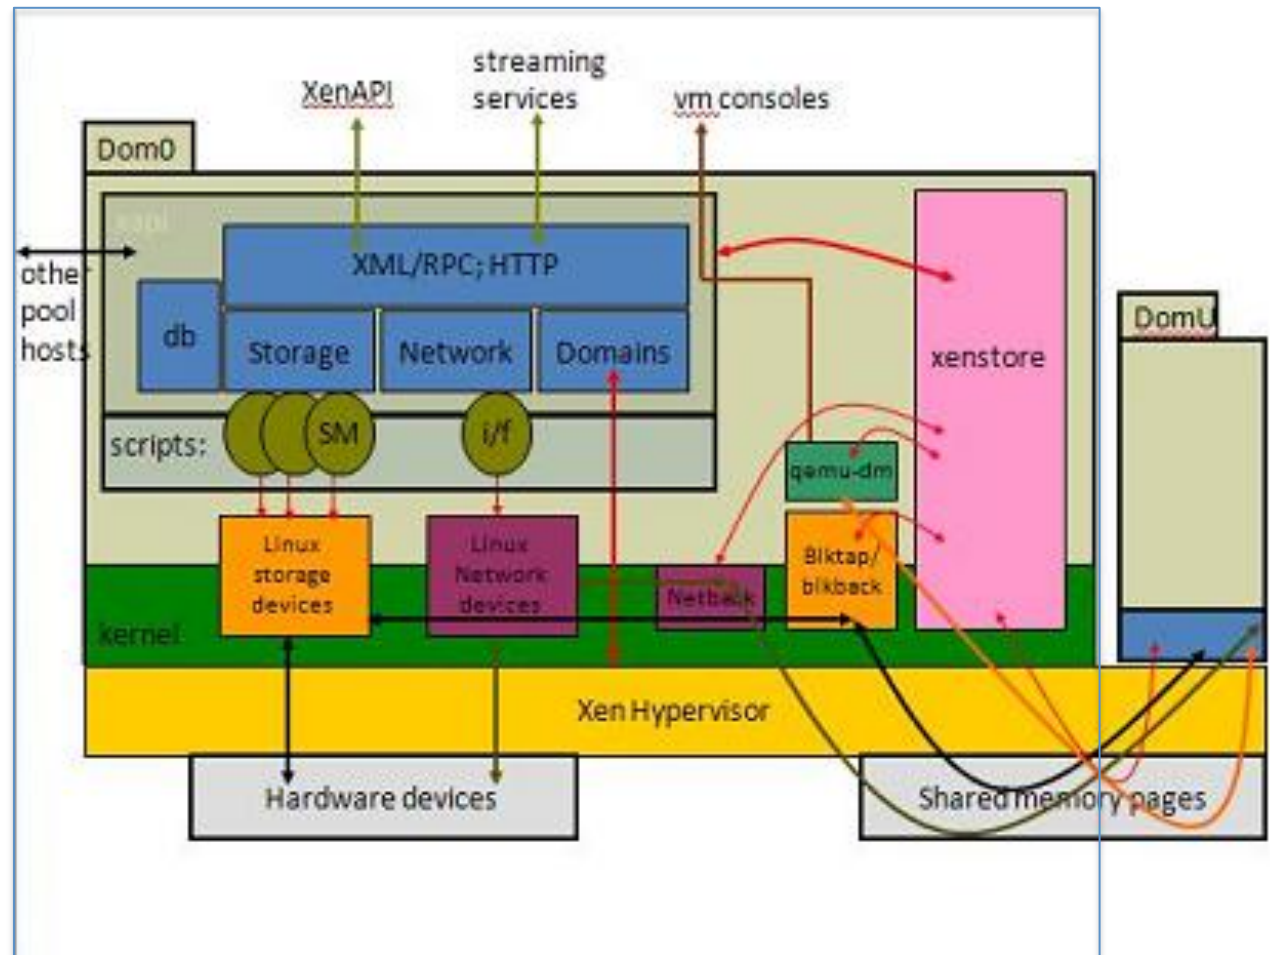 streaming
services
XenAPI
vm consoles
Dom0
xapi
XML/RPC; HTTP
other
pool
hosts
db
Storage
Network
Domains
xenstore
DomU
scripts:
SM
i/f
qemu-dm
Linux
storage
devices
Linux
Network
devices
Netback
Blktap/
blkback
kernel
Xen Hypervisor
Hardware devices
Shared memory pages